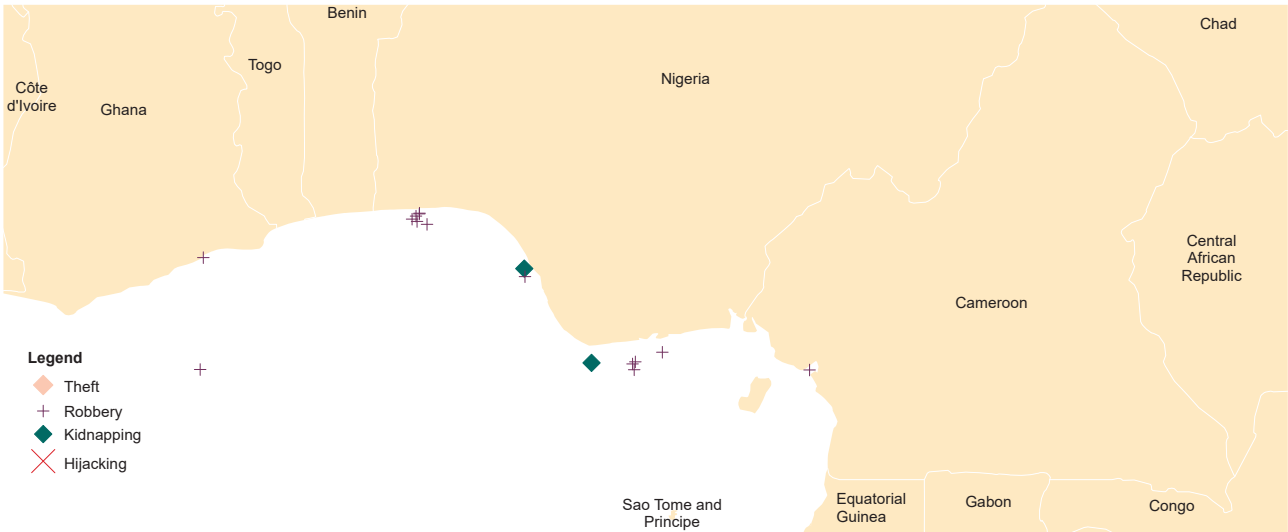 Benin
Chad
Togo
Nigeria
Côte
d'Ivoire
Ghana
Central
African
Republic
Cameroon
Legend
Theft
Robbery
Kidnapping
Hijacking
Sao Tome and
Principe
Equatorial
Guinea
Gabon
Congo